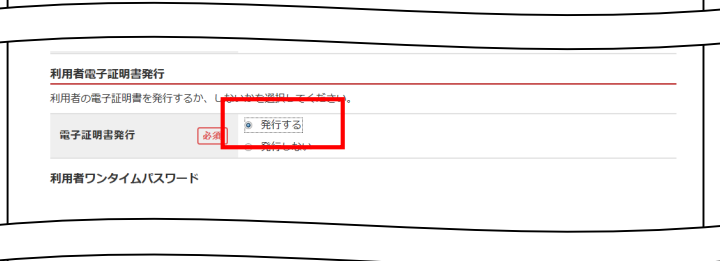 利用者電子証明書発行
利用者の電子証明書を発行するか、しないかを選択してください。
電子証明書発行 必須 発行する
発行しない
利用者ワンタイムパスワード